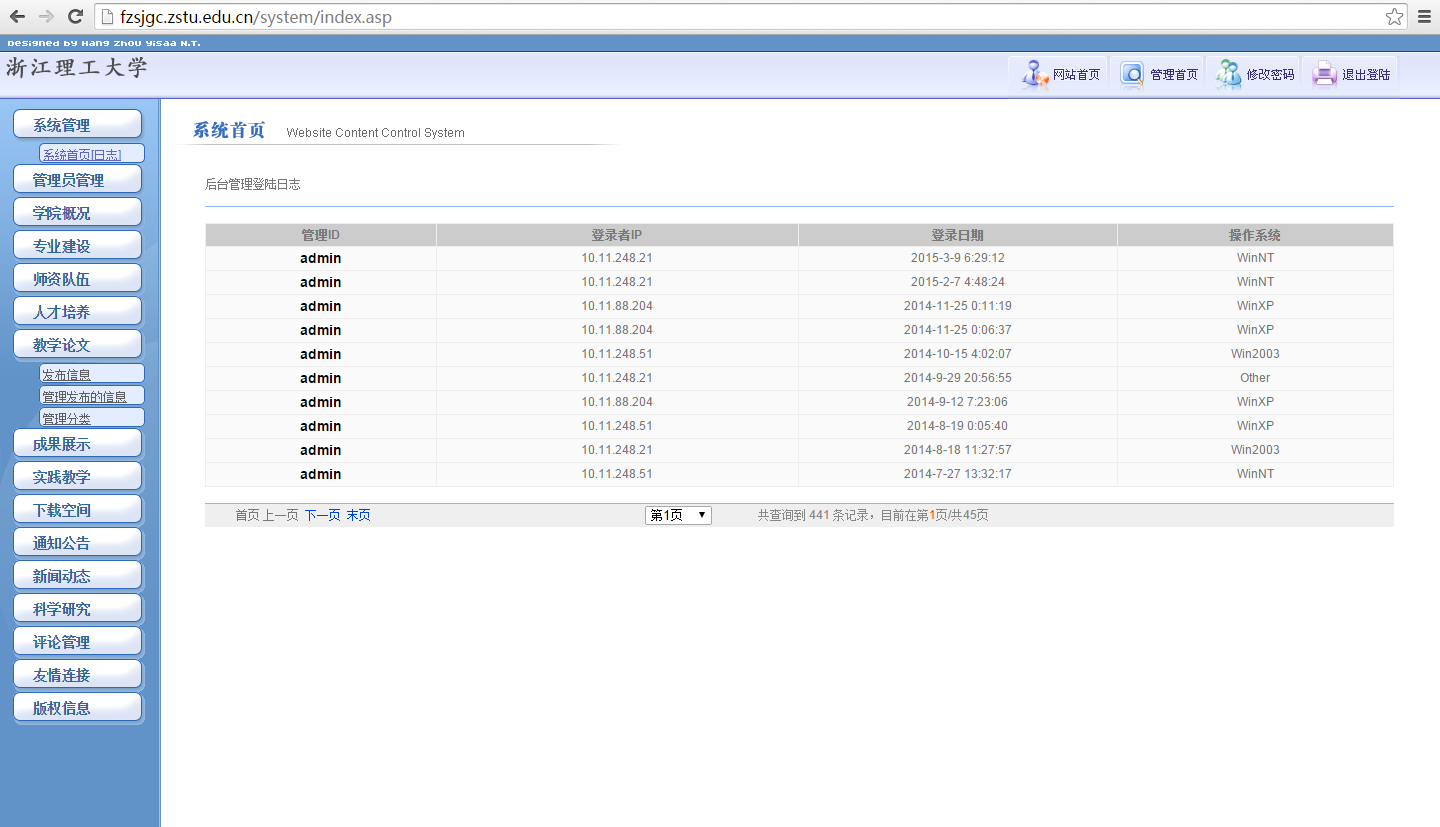 fzsjgc.zstu.edu.cn/system/index.asp
Designed by Hang Zhou Yisaa N.T.
浙江理工大学
网站首页 管理首页 修改密码 退出登陆
系统管理
系统首页[日志]
管理员管理
学院概况
专业建设
师资队伍
人才培养
教学论文
发布信息
管理发布的信息
管理分类
成果展示
实践教学
下载空间
通知公告
新闻动态
科学研究
评论管理
友情连接
版权信息
系统首页 Website Content Control System
后台管理登陆日志
管理ID 登录者IP 登录日期 操作系统
admin 10.11.248.21 2015-3-9 6:29:12 WinNT
admin 10.11.248.21 2015-2-7 4:48:24 WinNT
admin 10.11.88.204 2014-11-25 0:11:19 WinXP
admin 10.11.88.204 2014-11-25 0:06:37 WinXP
admin 10.11.248.51 2014-10-15 4:02:07 Win2003
admin 10.11.248.21 2014-9-29 20:56:55 Other
admin 10.11.88.204 2014-9-12 7:23:06 WinXP
admin 10.11.248.51 2014-8-19 0:05:40 WinXP
admin 10.11.248.21 2014-8-18 11:27:57 Win2003
admin 10.11.248.51 2014-7-27 13:32:17 WinNT
首页 上一页 下一页 末页 第1页 共查询到 441 条记录，目前在第1页/共45页